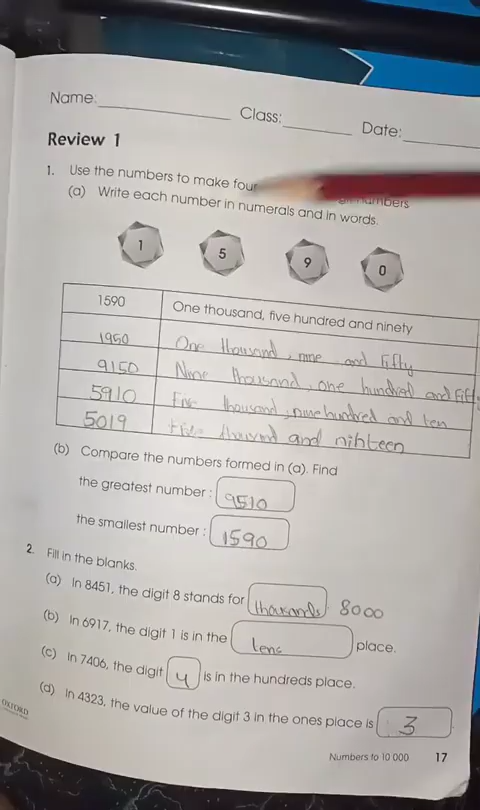 Name:
Class:
Date:
Review 1
1. Use the numbers to make four numbers
(a) Write each number in numerals and in words.
1 5 9 0
1590 One thousand, five hundred and ninety
1950 One thousand, nine and fifty
9150 Nine thousand, one hundred and fifty
5910 Five thousand, nine hundred and ten
5019 Five thousand and nihteen
(b) Compare the numbers formed in (a). Find
the greatest number : 9510
the smallest number : 1590
2. Fill in the blanks.
(a) In 8451, the digit 8 stands for thousands. 8000
(b) In 6917, the digit 1 is in the tens place.
(c) In 7406, the digit 4 is in the hundreds place.
(d) In 4323, the value of the digit 3 in the ones place is 3.
OXFORD
Numbers to 10 000 17